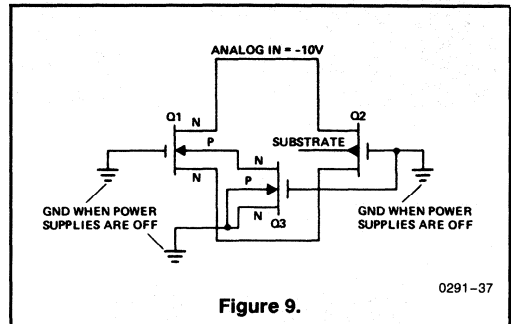 ANALOG IN = -10V
Q1
Q2
N
P
SUBSTRATE
N
N
P
N
Q3
GND WHEN POWER
SUPPLIES ARE OFF
GND WHEN POWER
SUPPLIES ARE OFF
0291-37
Figure 9.